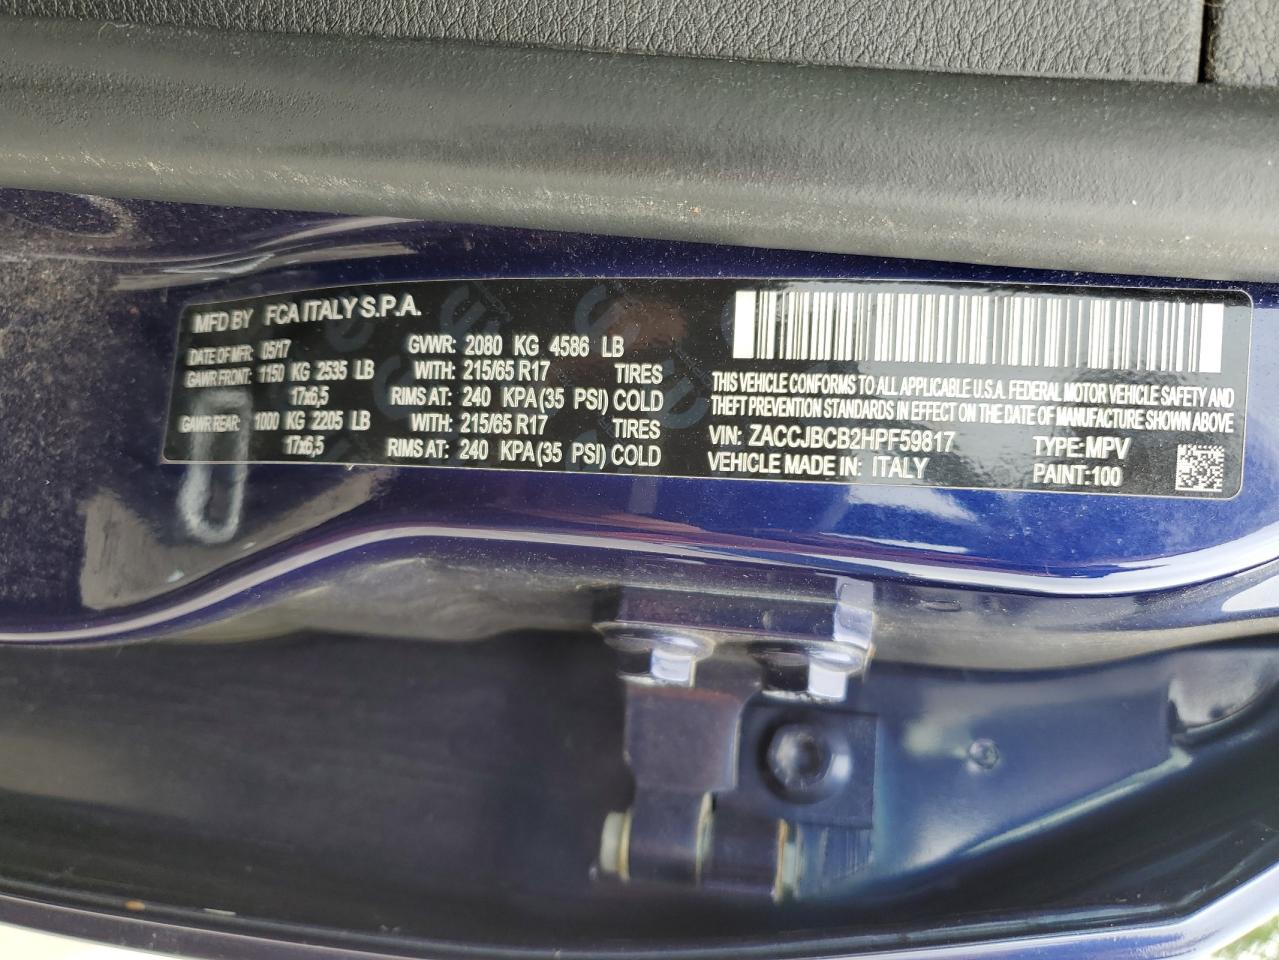 MFD BY FCA ITALY S.P.A.
DATE OF MFR: 05/17 GVWR: 2080 KG 4586 LB
GAWR FRONT: 1150 KG 2535 LB WITH: 215/65 R17 TIRES
17x6,5 RIMS AT: 240 KPA(35 PSI) COLD
GAWR REAR: 1000 KG 2205 LB WITH: 215/65 R17 TIRES
17x6,5 RIMS AT: 240 KPA(35 PSI) COLD
THIS VEHICLE CONFORMS TO ALL APPLICABLE U.S.A. FEDERAL MOTOR VEHICLE SAFETY AND
THEFT PREVENTION STANDARDS IN EFFECT ON THE DATE OF MANUFACTURE SHOWN ABOVE
VIN: ZACCJBCB2HPF59817 TYPE: MPV
VEHICLE MADE IN: ITALY PAINT: 100